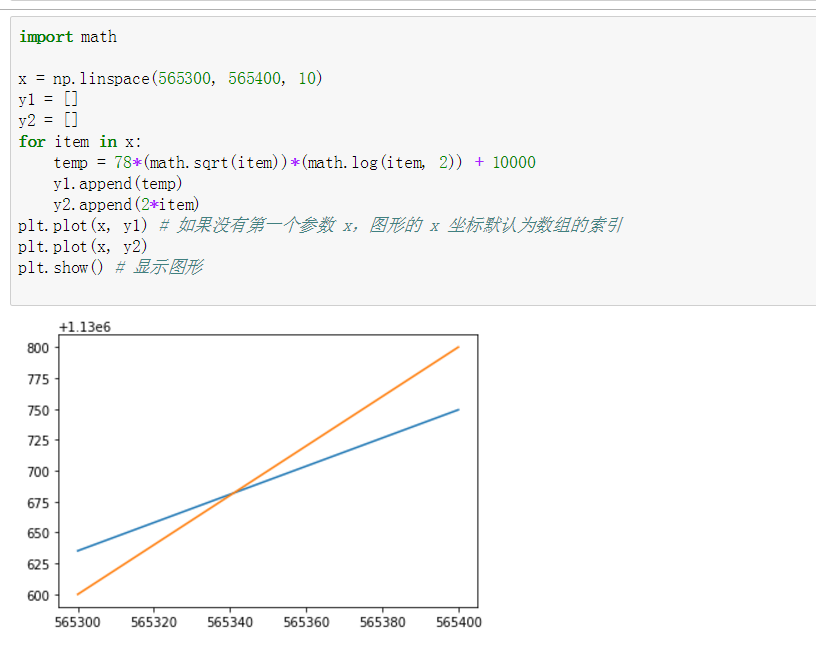 import math
x = np.linspace(565300, 565400, 10)
y1 = []
y2 = []
for item in x:
    temp = 78*(math.sqrt(item))*(math.log(item, 2)) + 10000
    y1.append(temp)
    y2.append(2*item)
plt.plot(x, y1) # 如果没有第一个参数 x，图形的 x 坐标默认为数组的索引
plt.plot(x, y2)
plt.show() # 显示图形
+1.13e6
800
775
750
725
700
675
650
625
600
565300 565320 565340 565360 565380 565400